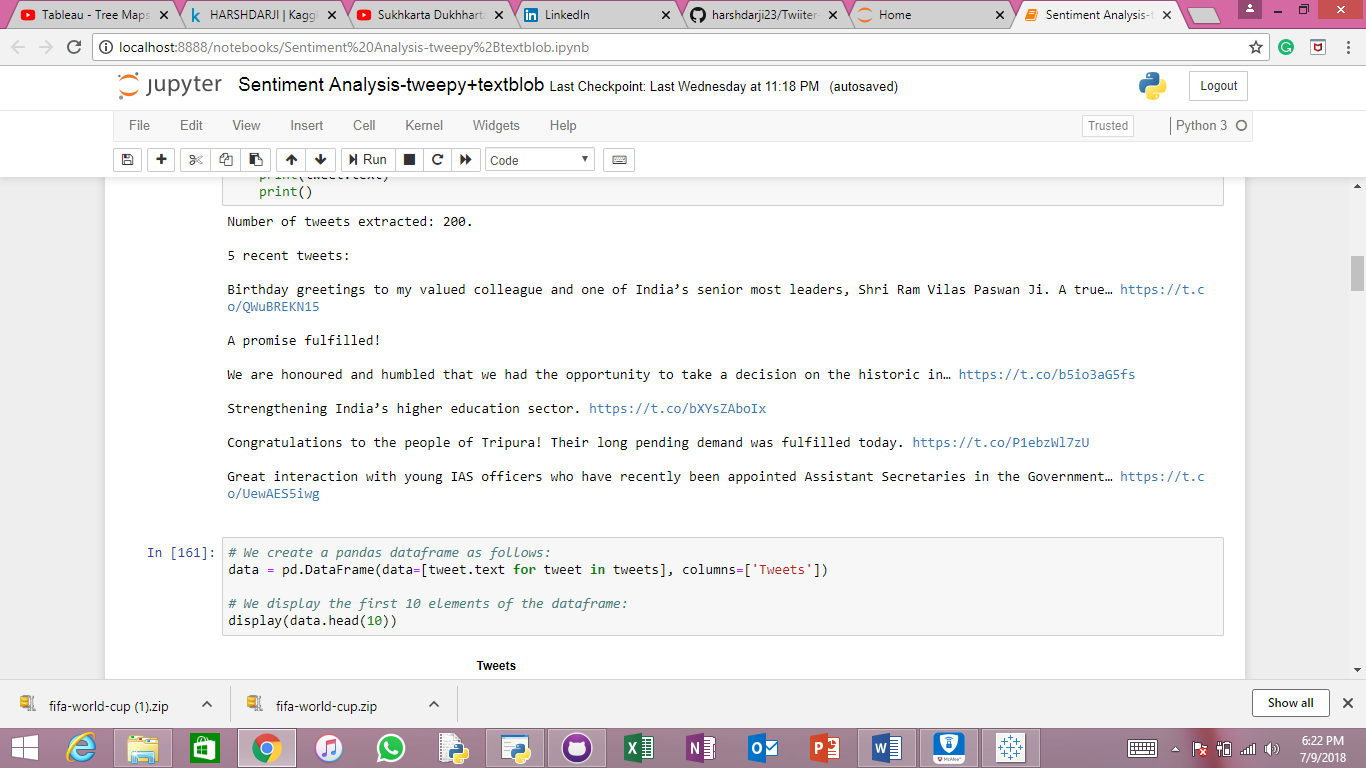 Tableau - Tree Maps
HARSHDARJI | Kaggl
Sukhkarta Dukhharta
LinkedIn
harshdarji23/Twiiter-
Home
Sentiment Analysis-t
localhost:8888/notebooks/Sentiment%20Analysis-tweepy%2Btextblob.ipynb
jupyter Sentiment Analysis-tweepy+textblob Last Checkpoint: Last Wednesday at 11:18 PM (autosaved)
Logout
File Edit View Insert Cell Kernel Widgets Help
Trusted
Python 3
Run
Code
print(tweet.text)
print()
Number of tweets extracted: 200.
5 recent tweets:
Birthday greetings to my valued colleague and one of India’s senior most leaders, Shri Ram Vilas Paswan Ji. A true… https://t.c
o/QWuBREKN15
A promise fulfilled!
We are honoured and humbled that we had the opportunity to take a decision on the historic in… https://t.co/b5io3aG5fs
Strengthening India’s higher education sector. https://t.co/bXYsZAboIx
Congratulations to the people of Tripura! Their long pending demand was fulfilled today. https://t.co/P1ebzWl7zU
Great interaction with young IAS officers who have recently been appointed Assistant Secretaries in the Government… https://t.c
o/UewAES5iwg
In [161]:
# We create a pandas dataframe as follows:
data = pd.DataFrame(data=[tweet.text for tweet in tweets], columns=['Tweets'])
# We display the first 10 elements of the dataframe:
display(data.head(10))
Tweets
fifa-world-cup (1).zip
fifa-world-cup.zip
Show all
6:22 PM
7/9/2018